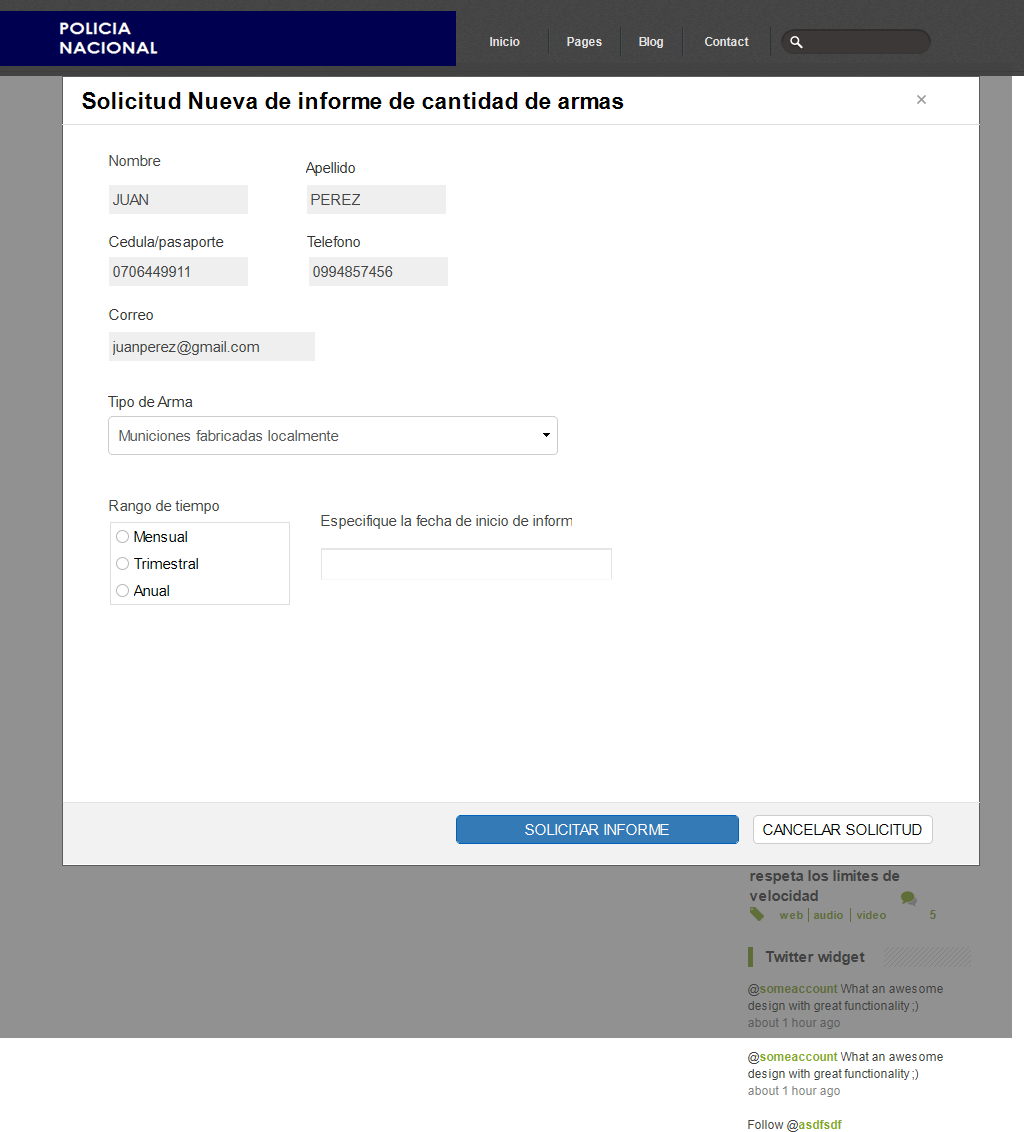 POLICIA
NACIONAL
Inicio
Pages
Blog
Contact
Solicitud Nueva de informe de cantidad de armas
×
Nombre
Apellido
JUAN
PEREZ
Cedula/pasaporte
Telefono
0706449911
0994857456
Correo
juanperez@gmail.com
Tipo de Arma
Municiones fabricadas localmente
Rango de tiempo
Especifique la fecha de inicio de inform
Mensual
Trimestral
Anual
SOLICITAR INFORME
CANCELAR SOLICITUD
respeta los limites de
velocidad
web | audio | video 5
Twitter widget
@someaccount What an awesome
design with great functionality ;)
about 1 hour ago
@someaccount What an awesome
design with great functionality ;)
about 1 hour ago
Follow @asdfsdf